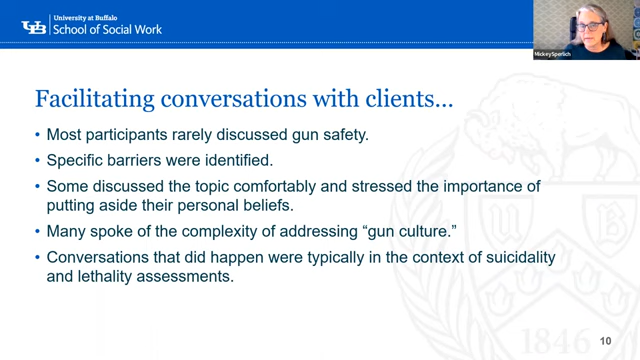 University at Buffalo
UB School of Social Work
MickeySperlich
Facilitating conversations with clients…
• Most participants rarely discussed gun safety.
• Specific barriers were identified.
• Some discussed the topic comfortably and stressed the importance of
putting aside their personal beliefs.
• Many spoke of the complexity of addressing “gun culture.”
• Conversations that did happen were typically in the context of suicidality
and lethality assessments.
U B
1846
10